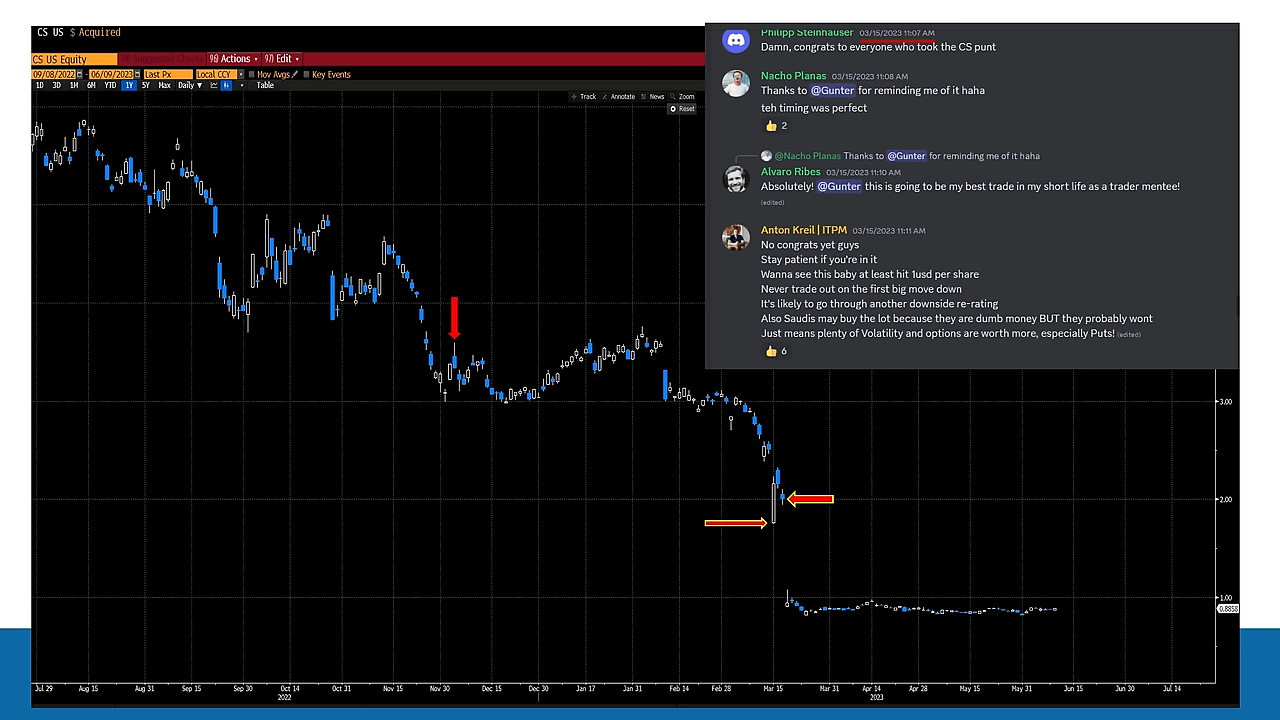 CS US $ Acquired
CS US Equity
90 Actions
97 Edit
09/08/2022 - 06/09/2023 Last Px Local CCY Mov Avgs Key Events
1D 3D 1M 6M YTD 1Y 5Y Max Daily ▼ Table
Track Annotate News Zoom
Reset
Philipp Steinhauser 03/15/2023 11:07 AM
Damn, congrats to everyone who took the CS punt
Nacho Planas 03/15/2023 11:08 AM
Thanks to @Gunter for reminding me of it haha
teh timing was perfect
👍 2
@Nacho Planas Thanks to @Gunter for reminding me of it haha
Alvaro Ribes 03/15/2023 11:10 AM
Absolutely! @Gunter this is going to be my best trade in my short life as a trader mentee!
(edited)
Anton Kreil | ITPM 03/15/2023 11:11 AM
No congrats yet guys
Stay patient if you're in it
Wanna see this baby at least hit 1usd per share
Never trade out on the first big move down
It's likely to go through another downside re-rating
Also Saudis may buy the lot because they are dumb money BUT they probably wont
Just means plenty of Volatility and options are worth more, especially Puts! (edited)
👍 6
3.00
2.00
1.00
0.8858
Jul 29 Aug 15 Aug 31 Sep 15 Sep 30 Oct 14 Oct 31 Nov 15 Nov 30 Dec 15 Dec 30 Jan 17 Jan 31 Feb 14 Feb 28 Mar 15 Mar 31 Apr 14 Apr 28 May 15 May 31 Jun 15 Jun 30 Jul 14
2022 2023